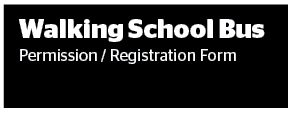 Walking School Bus
Permission / Registration Form